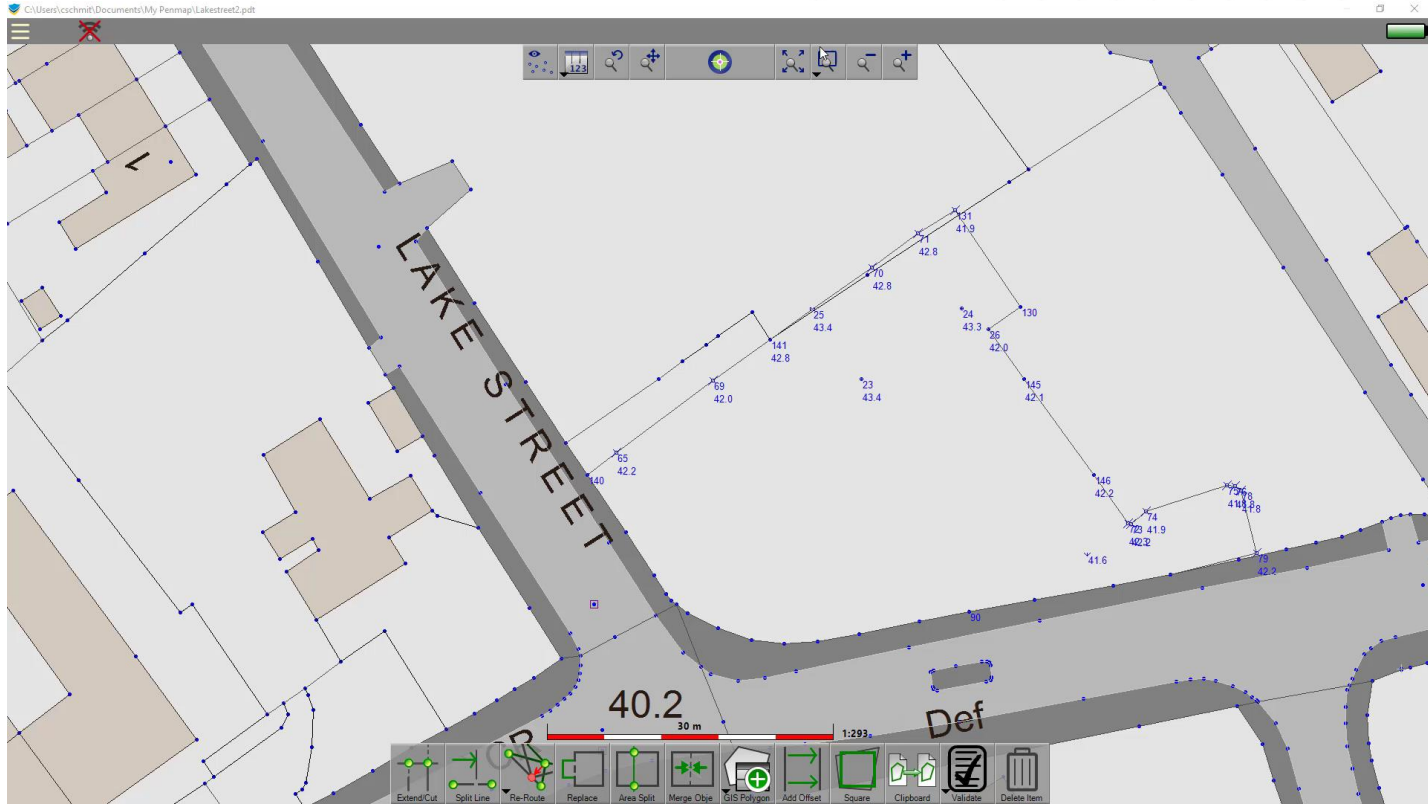 C:\Users\cschmit\Documents\My Penmap\Lakestreet2.pdt
123
1
LAKE STREET
131
41.9
71
42.8
70
42.8
25
43.4
24
43.3
130
26
42.0
141
42.8
145
42.1
69
42.0
23
43.4
65
42.2
140
146
42.2
74
41.9
41.8
79
42.2
41.6
90
40.2
Def
30 m
1:293
Extend/Cut
Split Line
Re-Route
Replace
Area Split
Merge Obje
GIS Polygon
Add Offset
Square
Clipboard
Validate
Delete Item